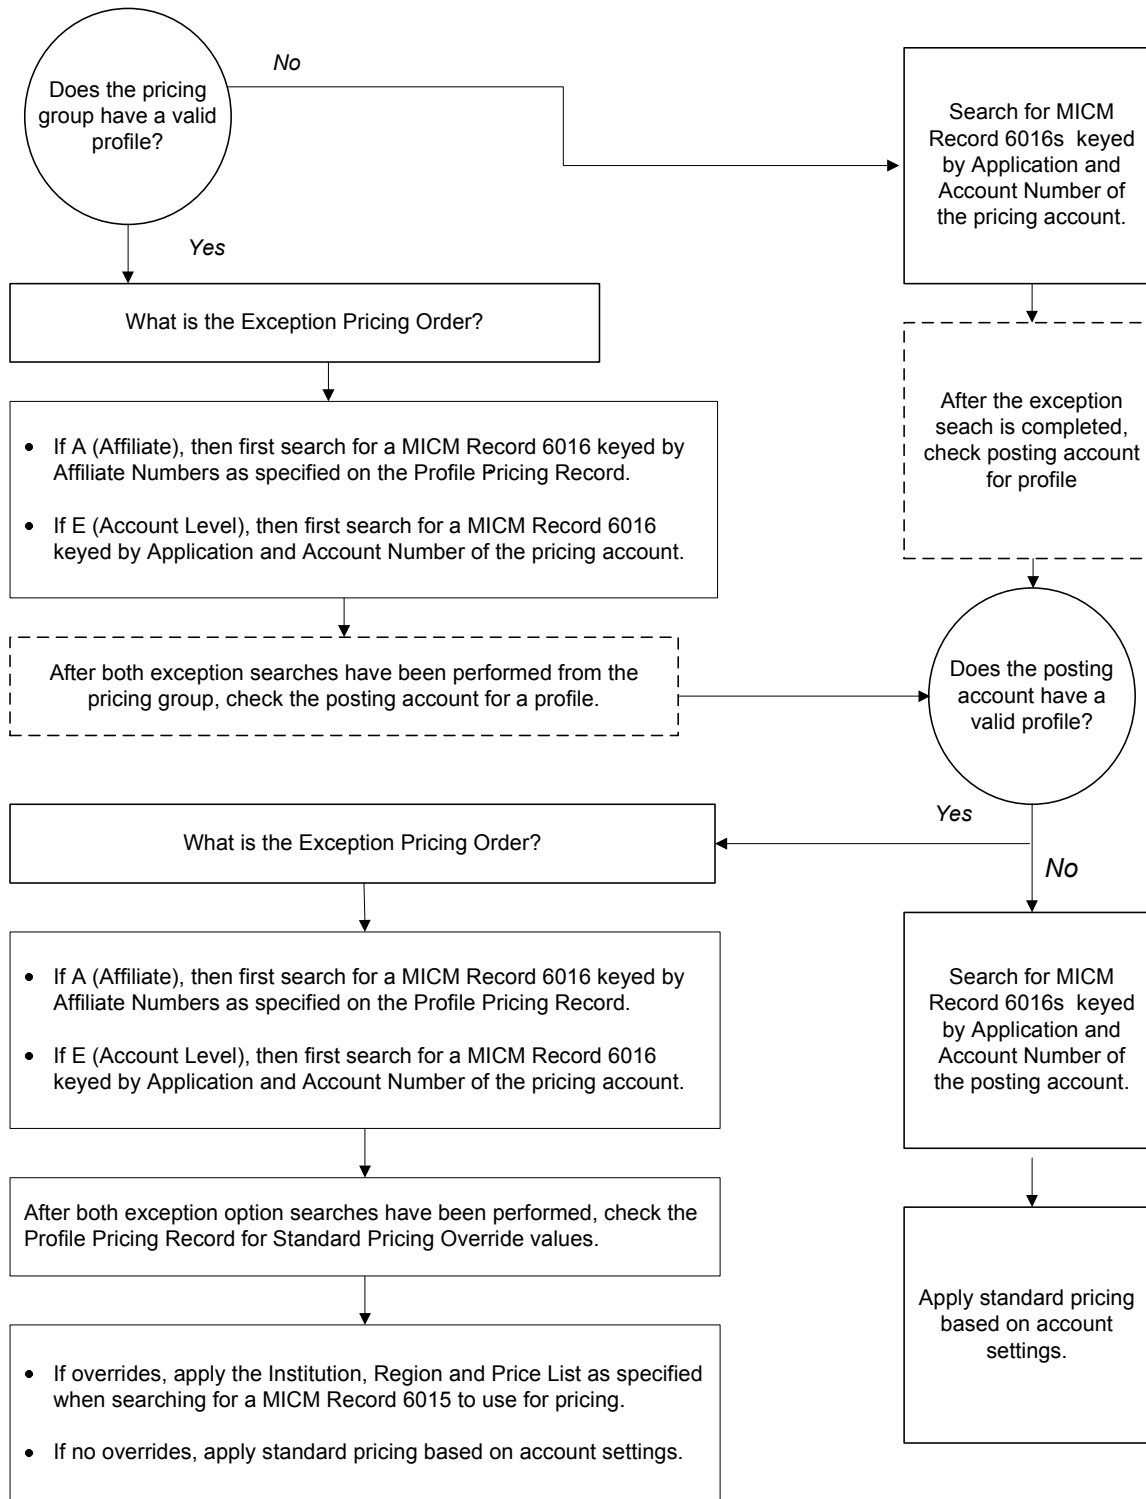 Does the pricing
group have a valid
profile?
No
Search for MICM
Record 6016s keyed
by Application and
Account Number of
the pricing account.
Yes
What is the Exception Pricing Order?
After the exception
seach is completed,
check posting account
for profile
• If A (Affiliate), then first search for a MICM Record 6016 keyed by
Affiliate Numbers as specified on the Profile Pricing Record.
• If E (Account Level), then first search for a MICM Record 6016
keyed by Application and Account Number of the pricing account.
After both exception searches have been performed from the
pricing group, check the posting account for a profile.
Does the posting
account have a
valid profile?
Yes
No
What is the Exception Pricing Order?
• If A (Affiliate), then first search for a MICM Record 6016 keyed by
Affiliate Numbers as specified on the Profile Pricing Record.
• If E (Account Level), then first search for a MICM Record 6016
keyed by Application and Account Number of the pricing account.
Search for MICM
Record 6016s keyed
by Application and
Account Number of
the posting account.
After both exception option searches have been performed, check the
Profile Pricing Record for Standard Pricing Override values.
Apply standard pricing
based on account
settings.
• If overrides, apply the Institution, Region and Price List as specified
when searching for a MICM Record 6015 to use for pricing.
• If no overrides, apply standard pricing based on account settings.